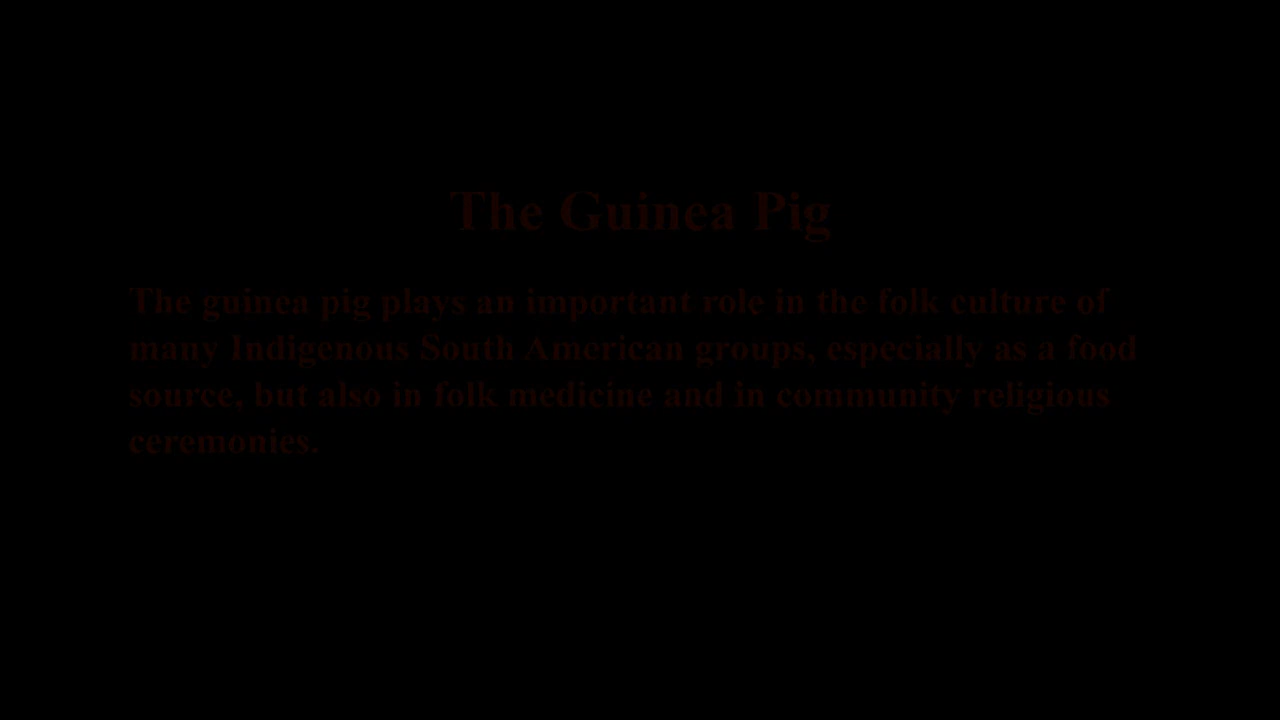 The Guinea Pig
The guinea pig plays an important role in the folk culture of
many Indigenous South American groups, especially as a food
source, but also in folk medicine and in community religious
ceremonies.